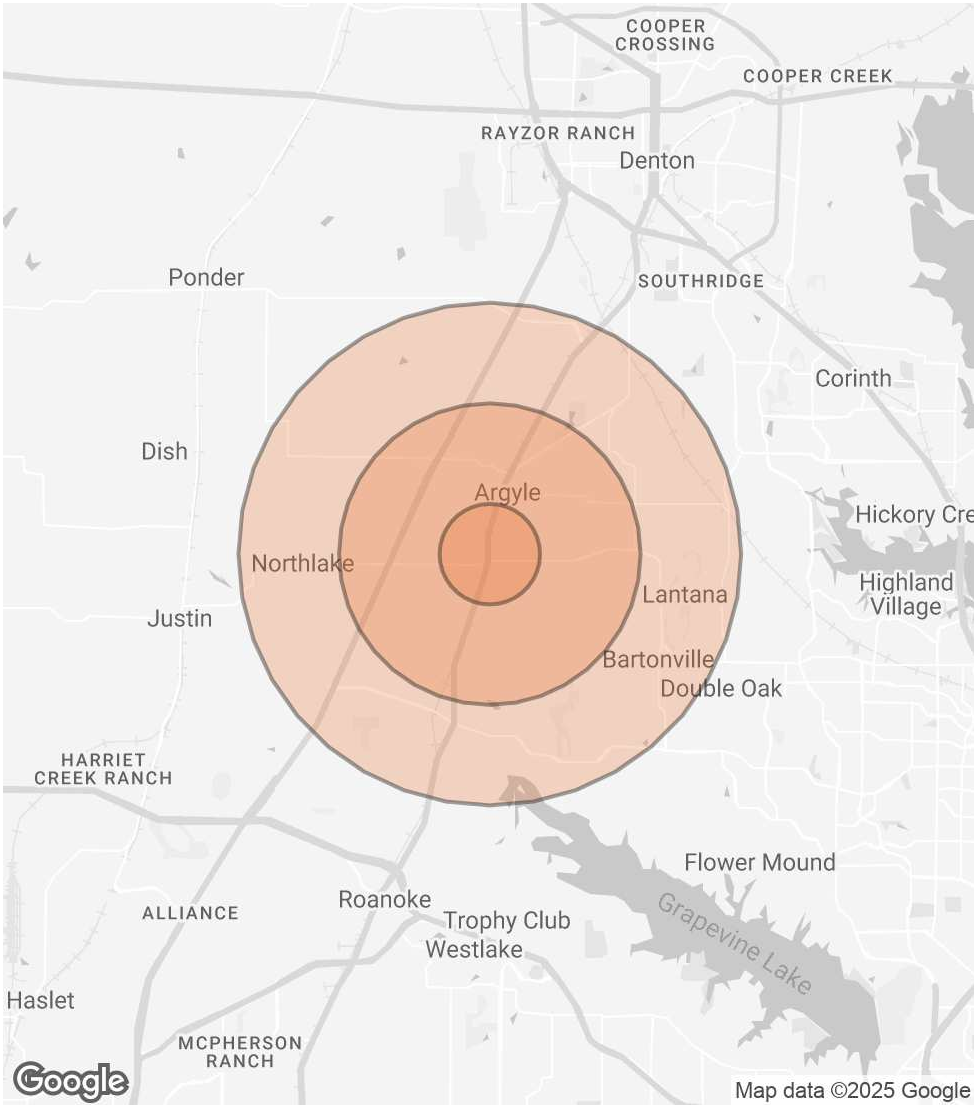 COOPER
CROSSING
COOPER CREEK
RAYZOR RANCH
Denton
Ponder
SOUTHRIDGE
Corinth
Dish
Argyle
Hickory Cre
Northlake
Highland
Village
Lantana
Justin
Bartonville
Double Oak
HARRIET
CREEK RANCH
Flower Mound
Roanoke
ALLIANCE
Trophy Club
Grapevine Lake
Westlake
Haslet
MCPHERSON
RANCH
Google
Map data ©2025 Google